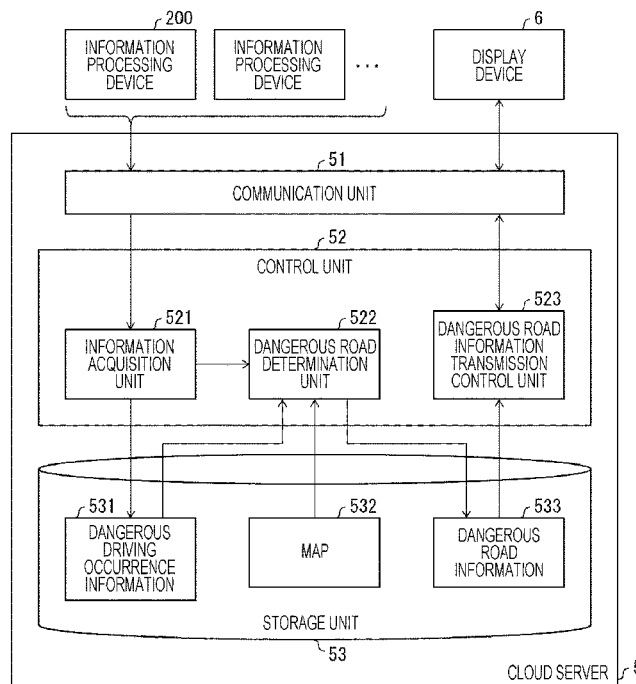 200
6
INFORMATION
PROCESSING
DEVICE
INFORMATION
PROCESSING
DEVICE
...
DISPLAY
DEVICE
51
COMMUNICATION UNIT
52
CONTROL UNIT
521
INFORMATION
ACQUISITION
UNIT
522
DANGEROUS ROAD
DETERMINATION
UNIT
523
DANGEROUS ROAD
INFORMATION
TRANSMISSION
CONTROL UNIT
531
DANGEROUS
DRIVING
OCCURRENCE
INFORMATION
532
MAP
533
DANGEROUS
ROAD
INFORMATION
STORAGE UNIT
53
CLOUD SERVER
5